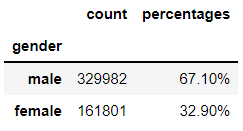 count percentages
gender
male 329982 67.10%
female 161801 32.90%